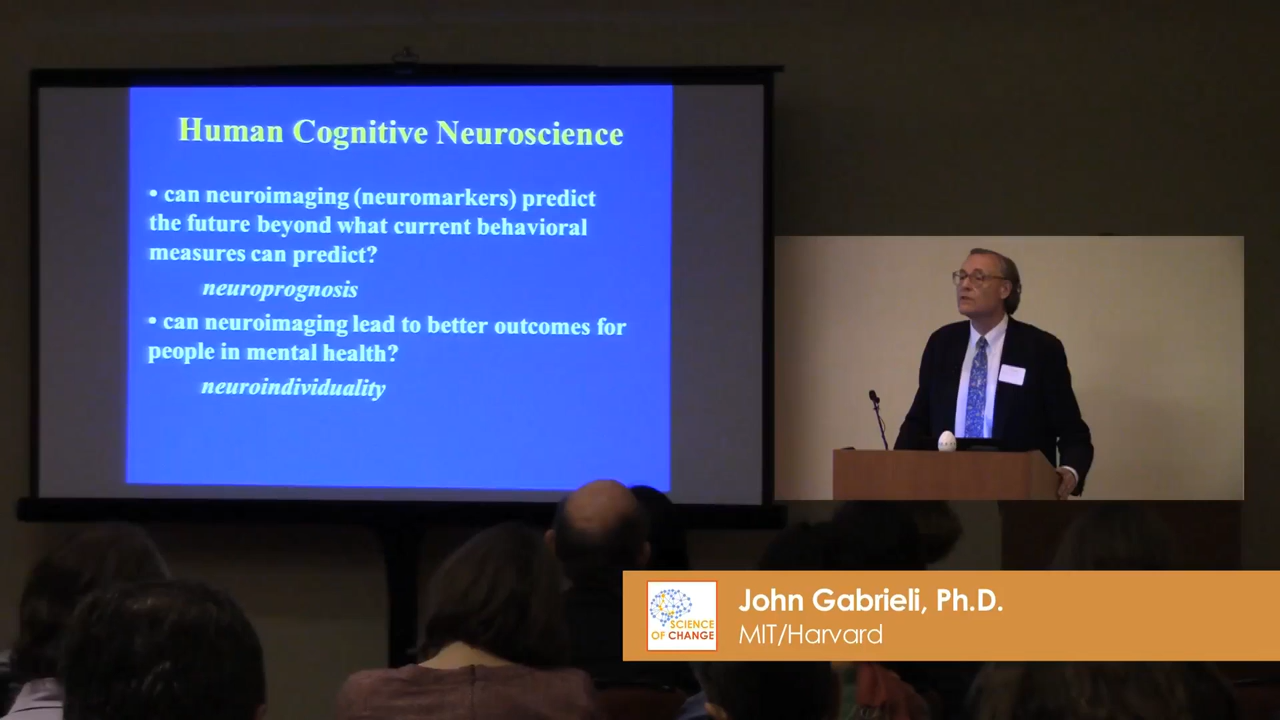 Human Cognitive Neuroscience
• can neuroimaging (neuromarkers) predict
the future beyond what current behavioral
measures can predict?
neuroprognosis
• can neuroimaging lead to better outcomes for
people in mental health?
neuroindividuality
SCIENCE
OF CHANGE
John Gabrieli, Ph.D.
MIT/Harvard